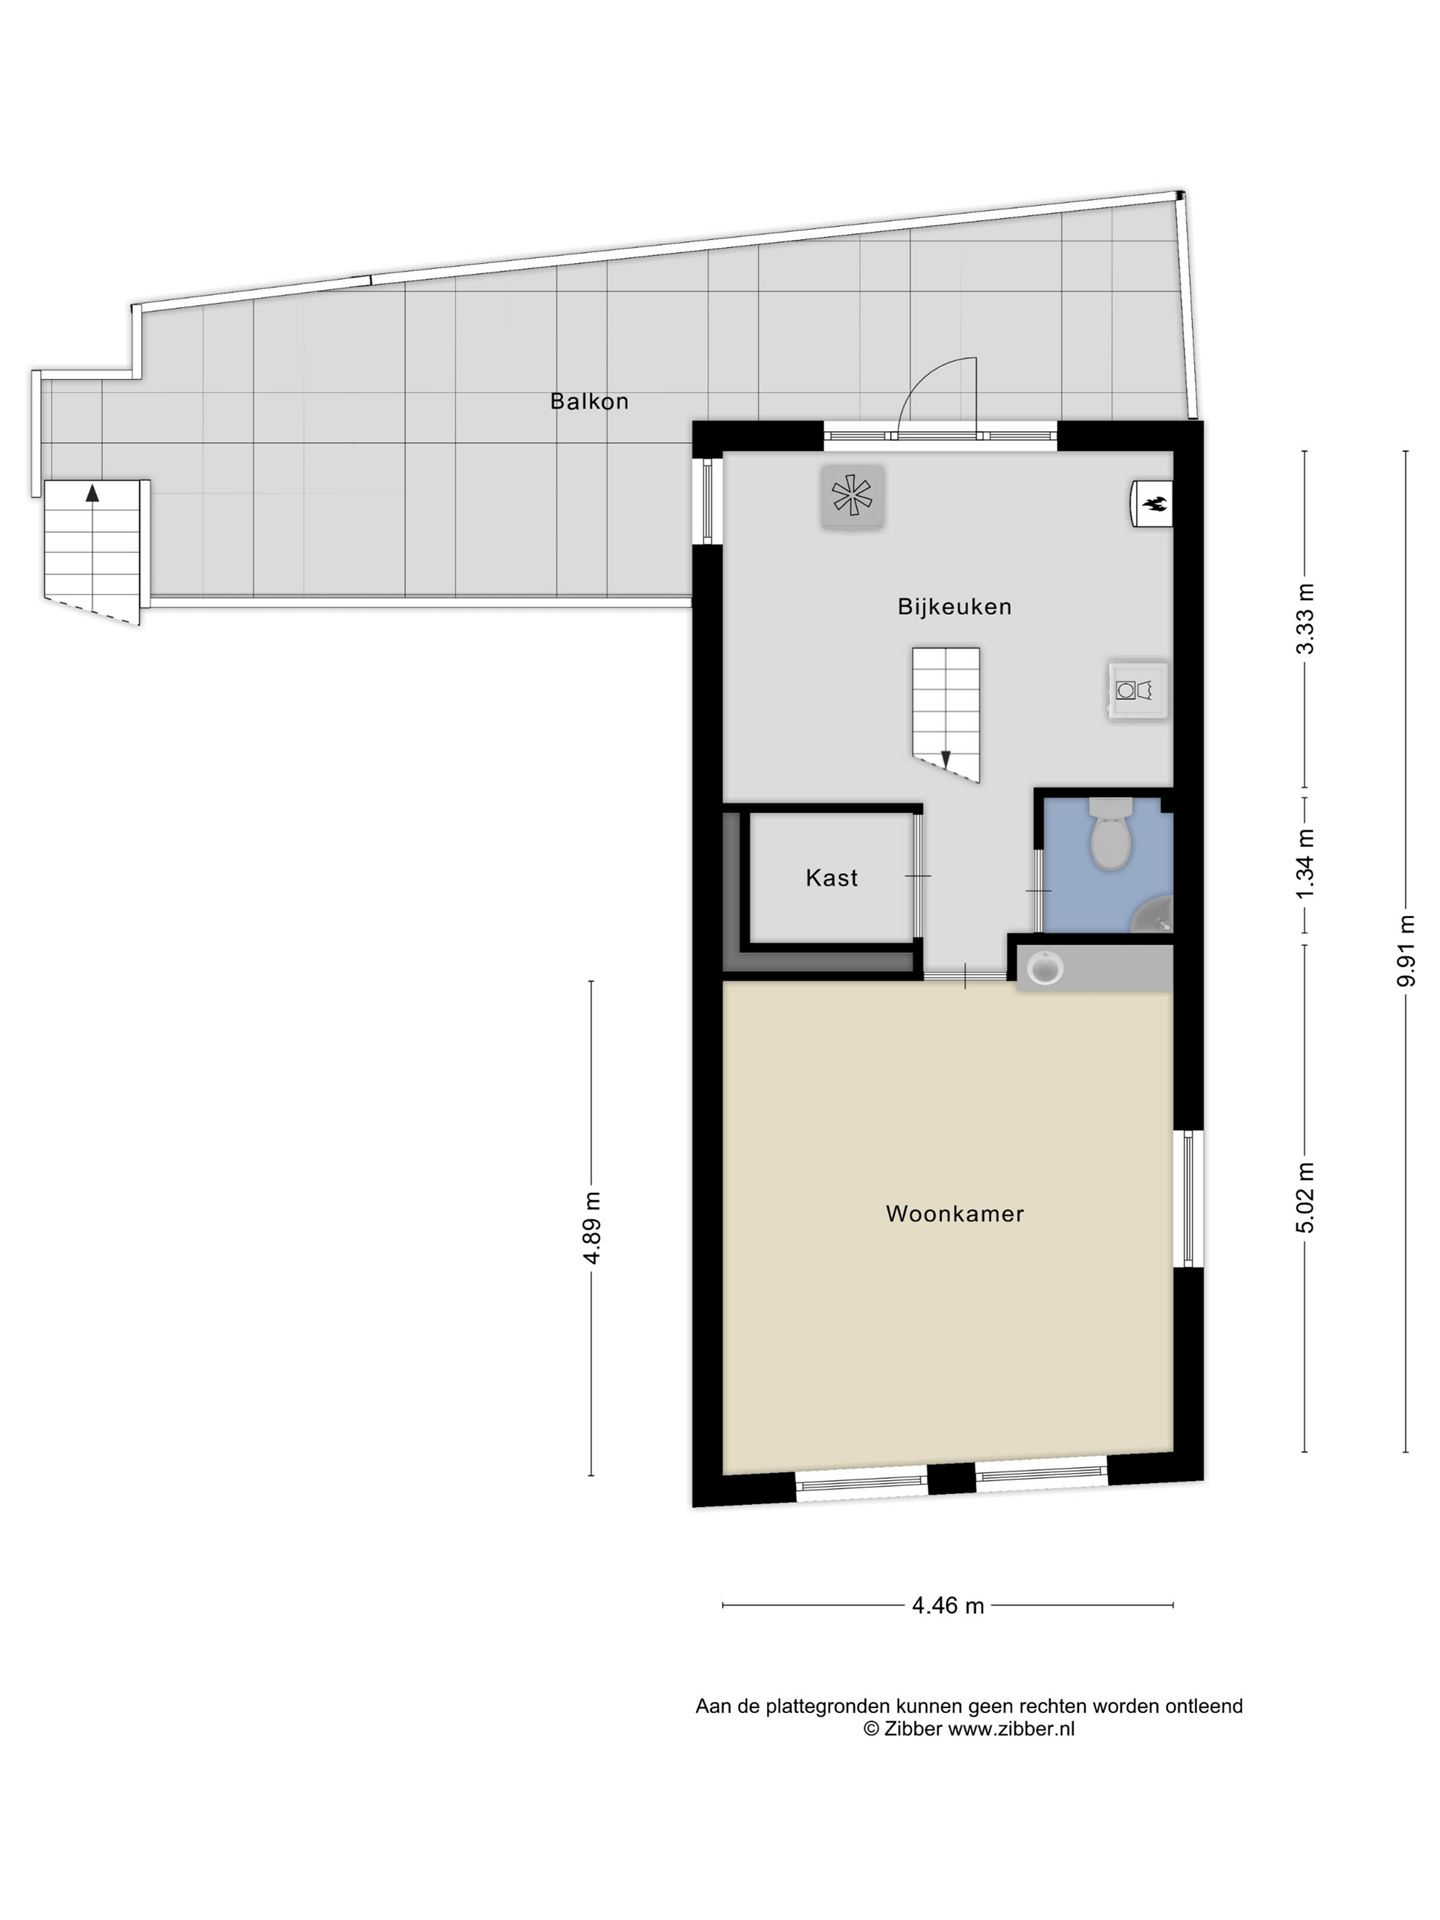 Balkon
Bijkeuken
3.33 m
Kast
1.34 m
9.91 m
Woonkamer
5.02 m
4.89 m
4.46 m
Aan de plattegronden kunnen geen rechten worden ontleend
© Zibber www.zibber.nl